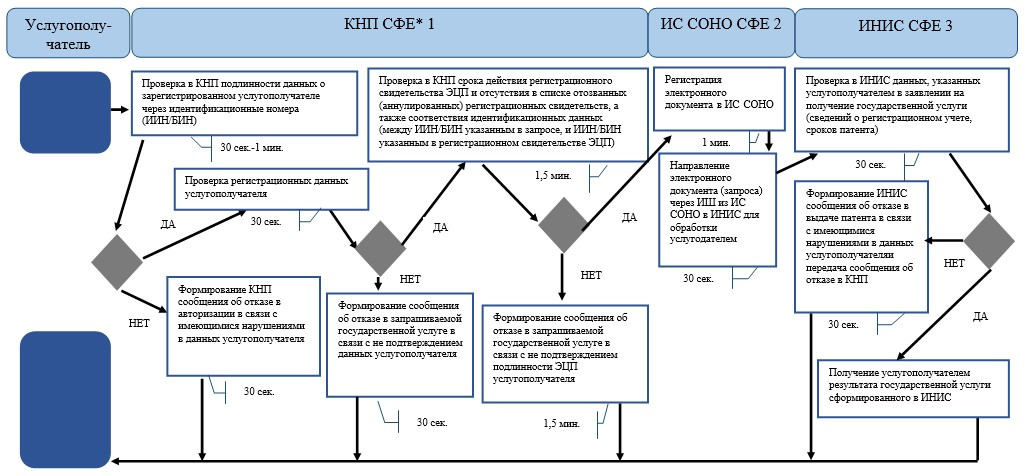 Услугополу-
чатель
КНП СФЕ* 1
ИС СОНО СФЕ 2
ИНИС СФЕ 3
Проверка в КНП подлинности данных о
зарегистрированном услугополучателе
через идентификационные номера
(ИИН/БИН)
30 сек.-1 мин.
Проверка регистрационных данных
услугополучателя
30 сек.
ДА
НЕТ
Формирование КНП
сообщения об отказе в
авторизации в связи с
имеющимися нарушениями
в данных услугополучателя
30 сек.
Проверка в КНП срока действия регистрационного
свидетельства ЭЦП и отсутствия в списке отозванных
(аннулированных) регистрационных свидетельств, а
также соответствия идентификационных данных
(между ИИН/БИН указанным в запросе, и ИИН/БИН
указанным в регистрационном свидетельстве ЭЦП)
1,5 мин.
ДА
НЕТ
Формирование сообщения
об отказе в запрашиваемой
государственной услуге в
связи с не подтверждением
данных услугополучателя
30 сек.
ДА
НЕТ
Формирование сообщения об
отказе в запрашиваемой
государственной услуге в
связи с не подтверждением
подлинности ЭЦП
услугополучателя
1,5 мин.
Регистрация
электронного
документа в ИС СОНО
1 мин.
Направление
электронного
документа (запроса)
через ИШ из ИС
СОНО в ИНИС для
обработки
услугодателем
30 сек.
Проверка в ИНИС данных, указанных
услугополучателем в заявлении на
получение государственной услуги
(сведений о регистрационном учете,
сроков патента)
30 сек.
Формирование ИНИС
сообщения об отказе в
выдаче патента в связи
с имеющимися
нарушениями в данных
услугополучателяи
передача сообщения об
отказе в КНП
30 сек.
НЕТ
ДА
Получение услугополучателем
результата государственной услуги
сформированного в ИНИС